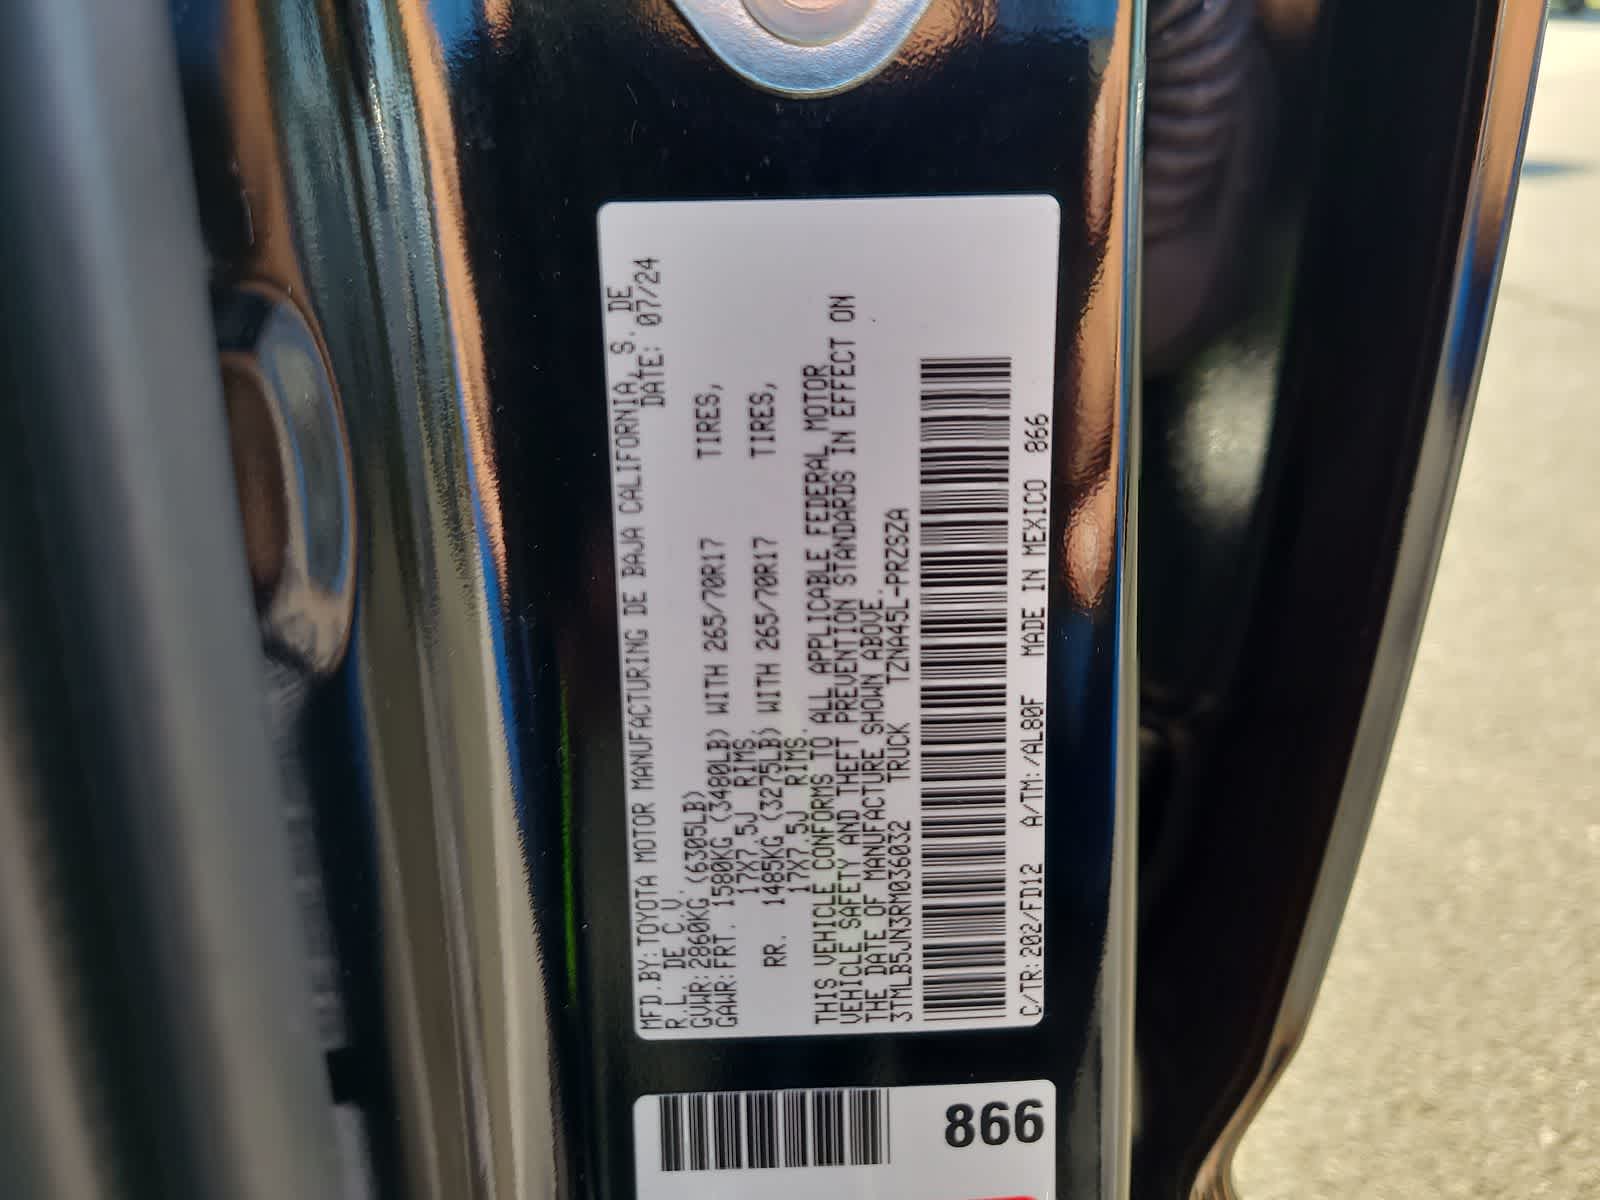 MFD.BY:TOYOTA MOTOR MANUFACTURING DE BAJA CALIFORNIA, S. DE
R.L. DE C.V. DATE: 07/24
GVWR:2860KG (6305LB)
GAWR:FRT. 1580KG (3480LB) WITH 265/70R17 TIRES,
17X7.5J RIMS.
RR. 1485KG (3275LB) WITH 265/70R17 TIRES,
17X7.5J RIMS.
THIS VEHICLE CONFORMS TO ALL APPLICABLE FEDERAL MOTOR
VEHICLE SAFETY AND THEFT PREVENTION STANDARDS IN EFFECT ON
THE DATE OF MANUFACTURE SHOWN ABOVE.
3TMLB5JN3RM036032 TRUCK TZNA45L-PRZSZA
C/TR:202/FD12 A/TM:/AL80F MADE IN MEXICO 866
866